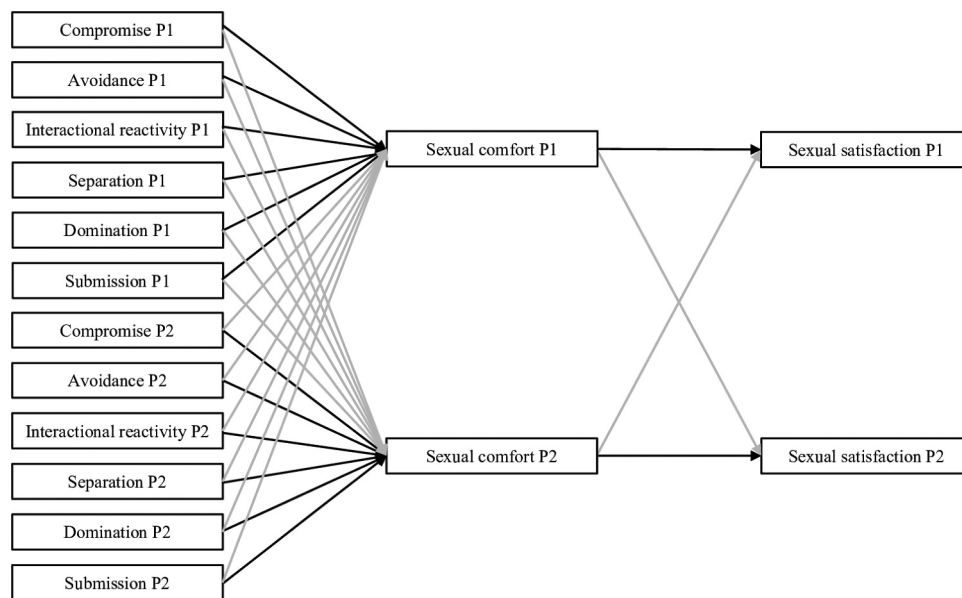 Compromise P1
Avoidance P1
Interactional reactivity P1
Separation P1
Domination P1
Submission P1
Compromise P2
Avoidance P2
Interactional reactivity P2
Separation P2
Domination P2
Submission P2
Sexual comfort P1
Sexual comfort P2
Sexual satisfaction P1
Sexual satisfaction P2